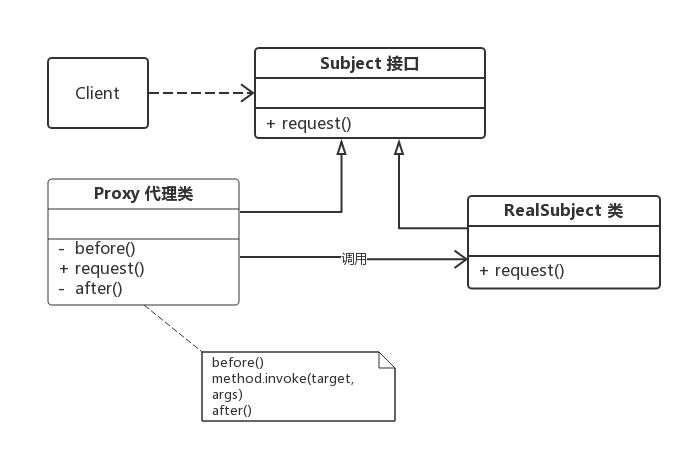 Client
Subject 接口
+ request()
Proxy 代理类
- before()
+ request()
- after()
调用
RealSubject 类
+ request()
before()
method.invoke(target,
args)
after()